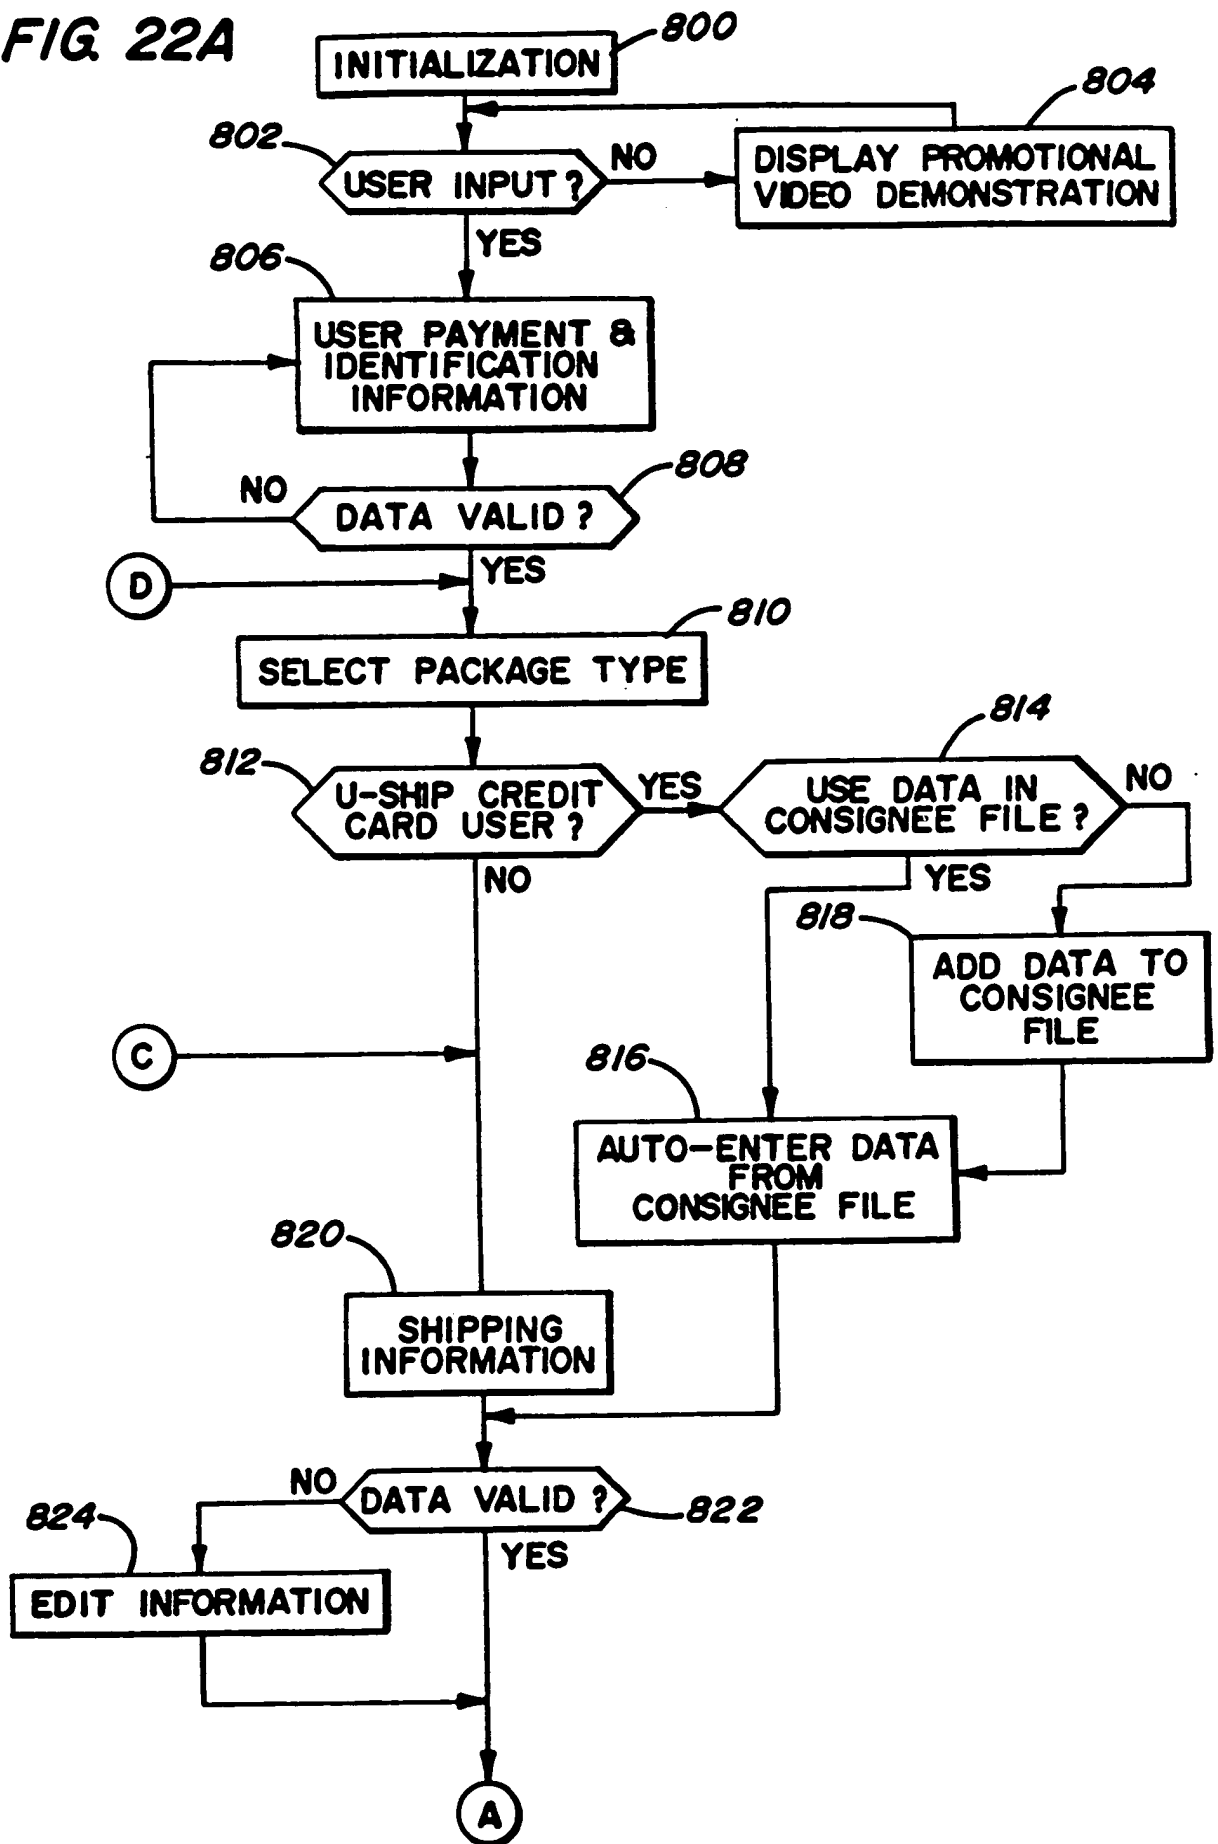 FIG. 22A
800
INITIALIZATION
804
802
USER INPUT ?
NO
DISPLAY PROMOTIONAL
VIDEO DEMONSTRATION
YES
806
USER PAYMENT &
IDENTIFICATION
INFORMATION
808
NO
DATA VALID ?
YES
D
810
SELECT PACKAGE TYPE
814
812
U-SHIP CREDIT
CARD USER ?
YES
USE DATA IN
CONSIGNEE FILE ?
NO
NO
YES
818
ADD DATA TO
CONSIGNEE
FILE
C
816
AUTO-ENTER DATA
FROM
CONSIGNEE FILE
820
SHIPPING
INFORMATION
NO
DATA VALID ?
822
824
YES
EDIT INFORMATION
A